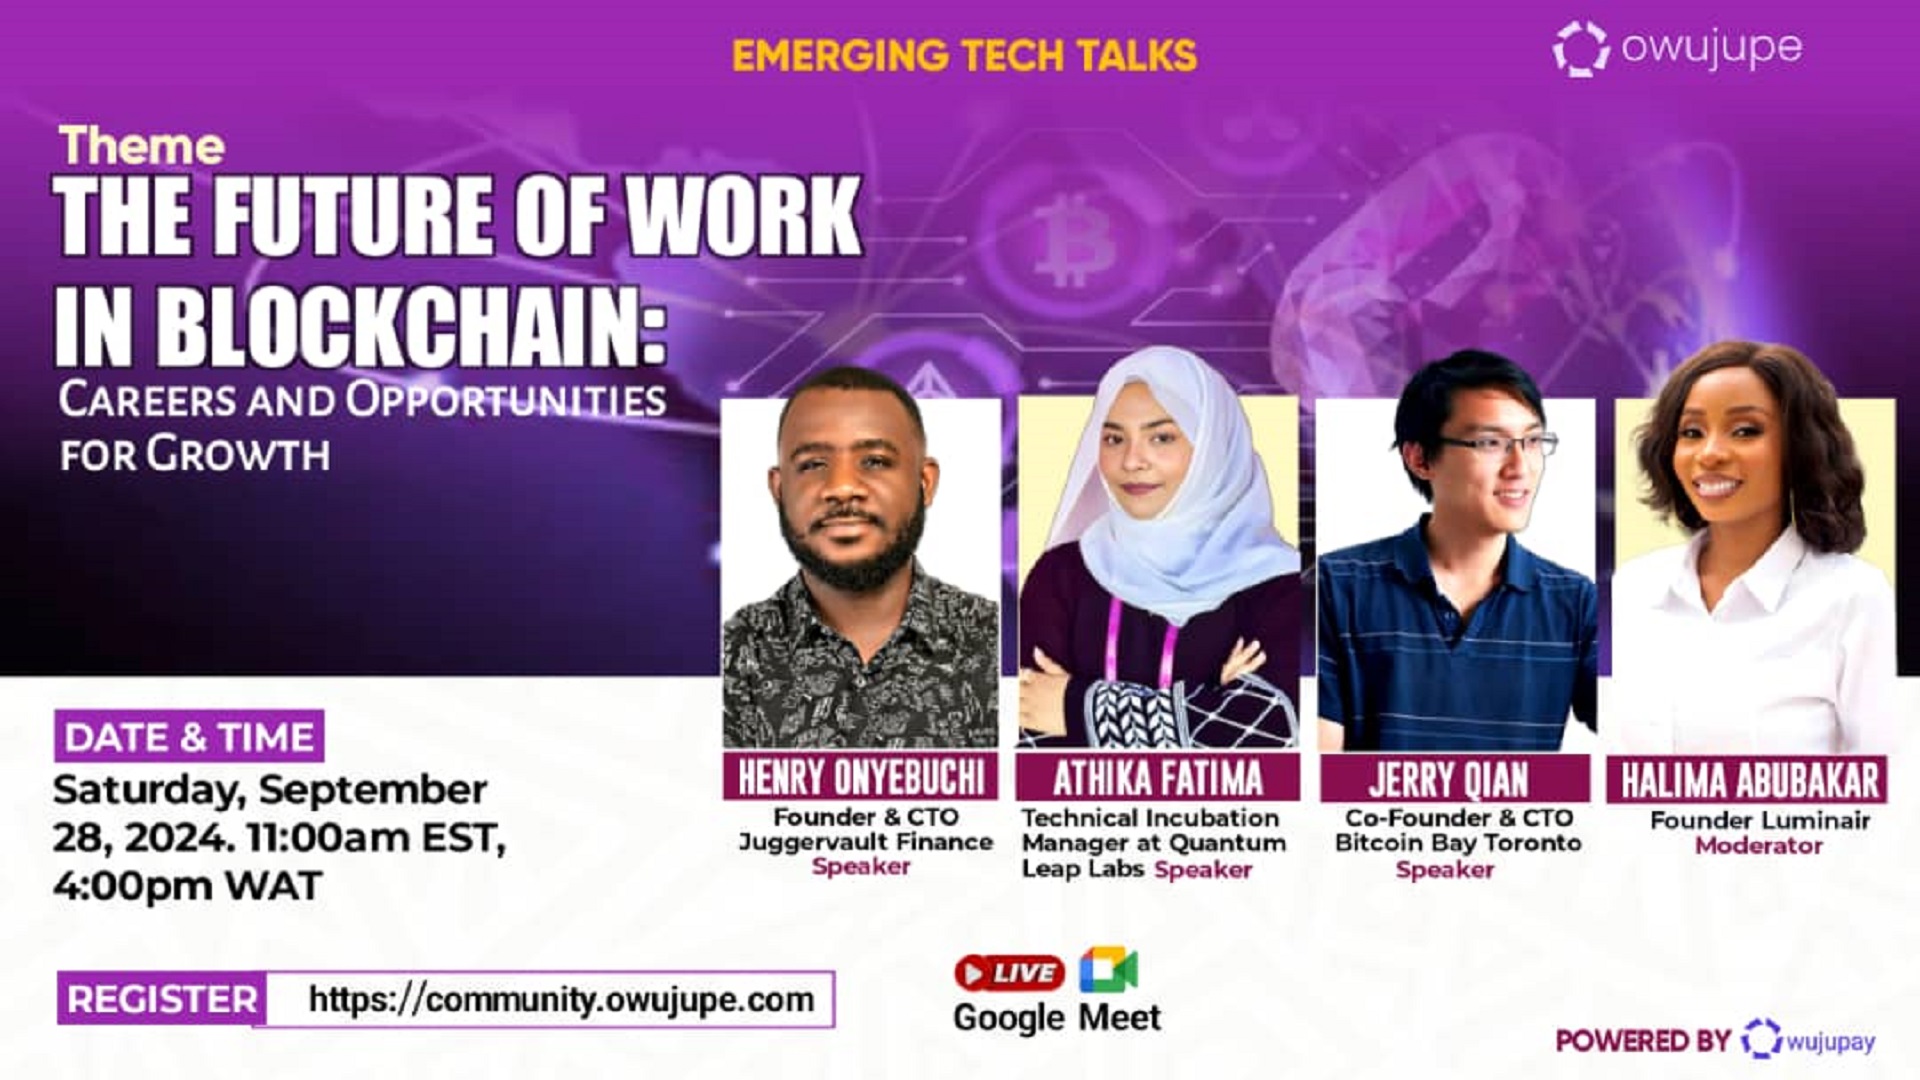 EMERGING TECH TALKS
owujupe
Theme
THE FUTURE OF WORK
IN BLOCKCHAIN:
CAREERS AND OPPORTUNITIES
FOR GROWTH
HENRY ONYEBUCHI
Founder & CTO
Juggervault Finance
Speaker
ATHIKA FATIMA
Technical Incubation
Manager at Quantum
Leap Labs Speaker
JERRY QIAN
Co-Founder & CTO
Bitcoin Bay Toronto
Speaker
HALIMA ABUBAKAR
Founder Luminair
Moderator
DATE & TIME
Saturday, September
28, 2024. 11:00am EST,
4:00pm WAT
REGISTER https://community.owujupe.com
LIVE
Google Meet
POWERED BY wujupay